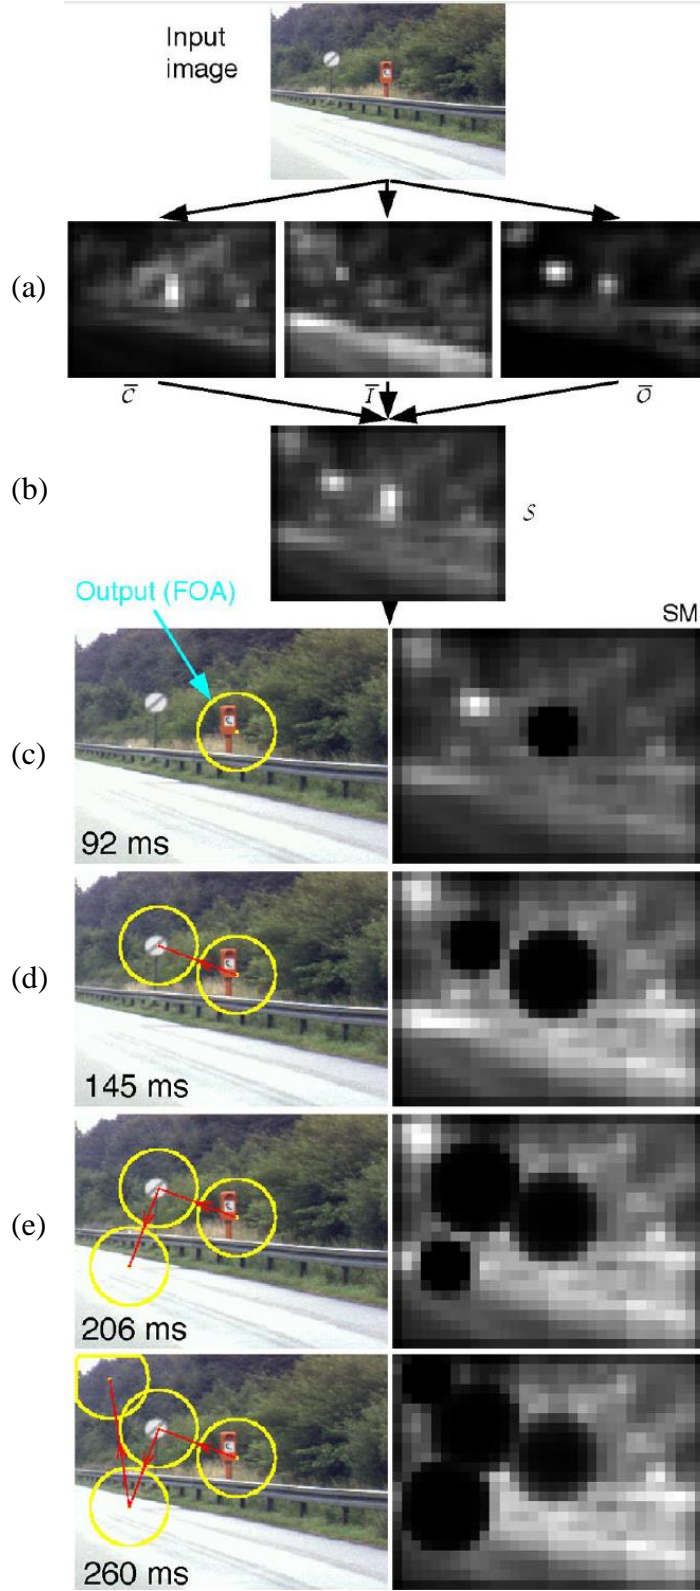 Input
image
(a)
C̅
I̅
O̅
(b)
S
Output (FOA)
SM
(c)
92 ms
(d)
145 ms
(e)
206 ms
260 ms